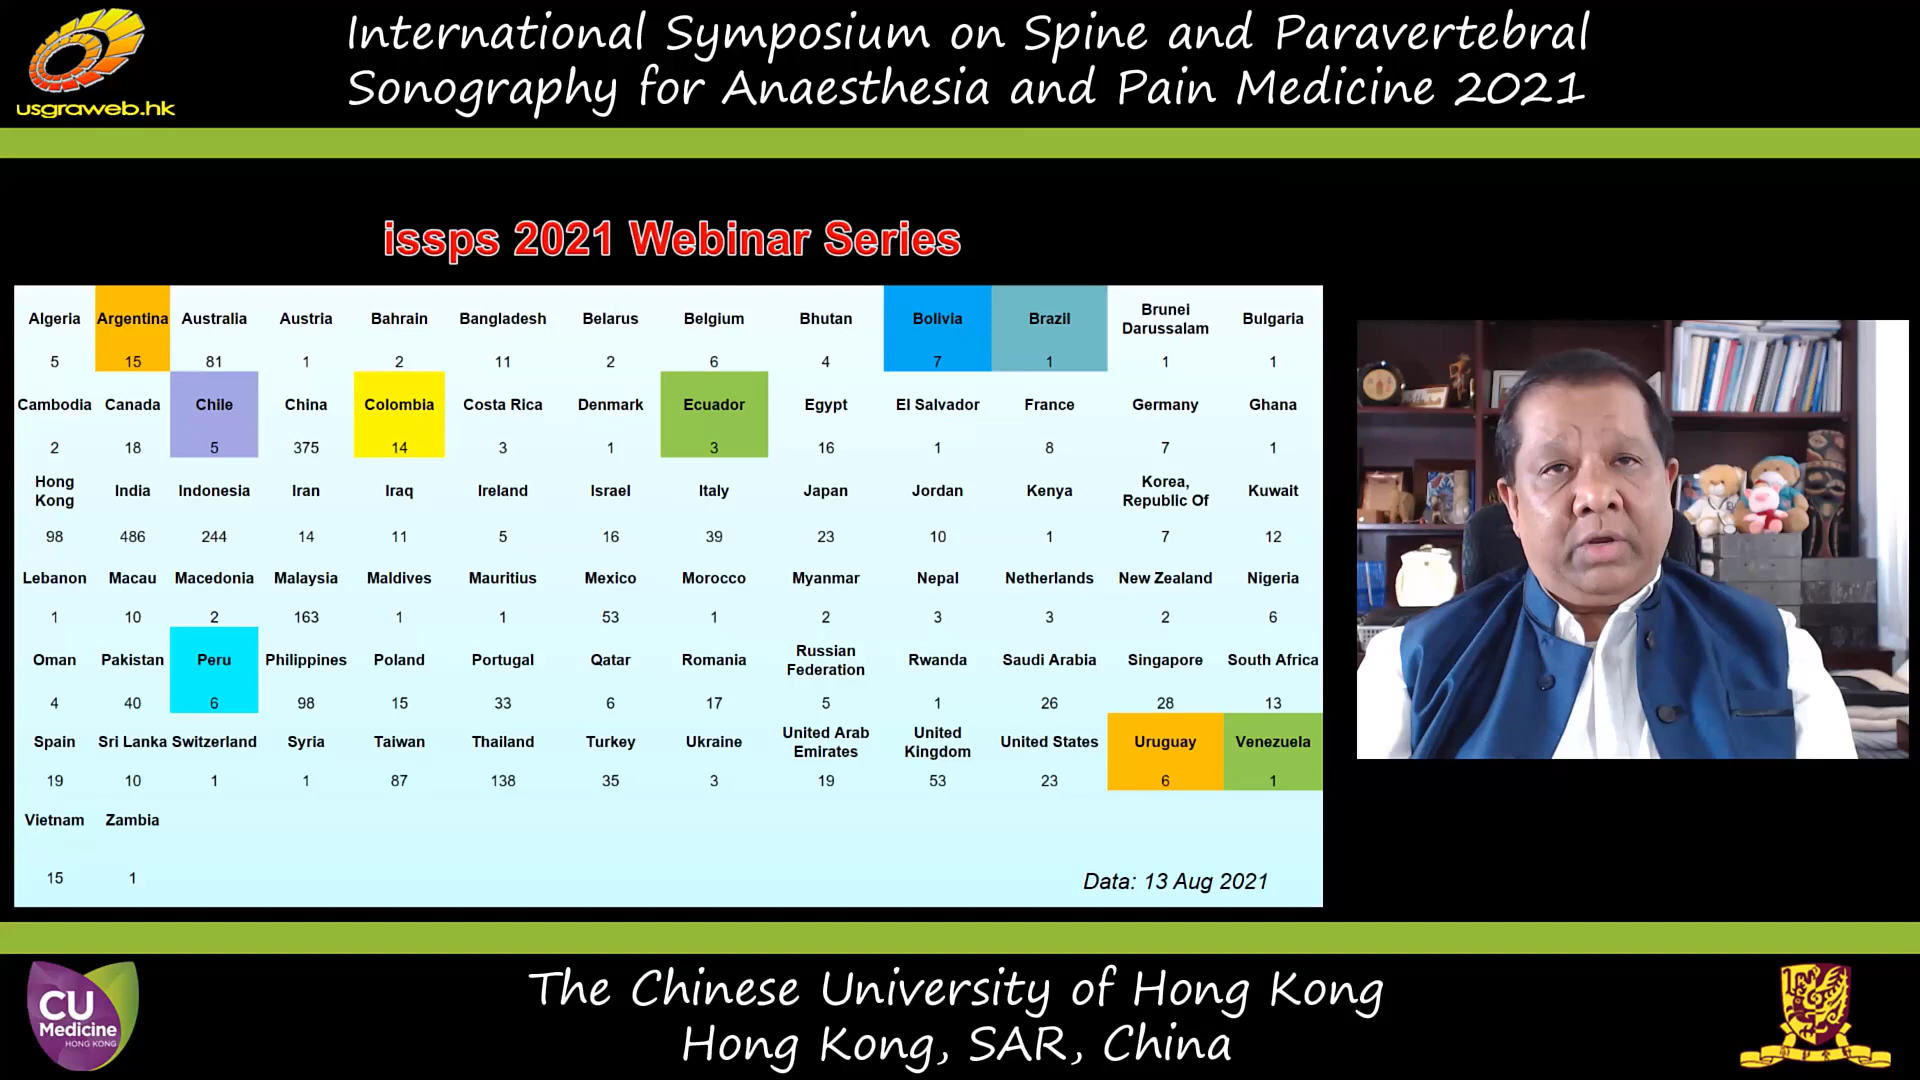 International Symposium on Spine and Paravertebral
Sonography for Anaesthesia and Pain Medicine 2021
usgraweb.hk
issps 2021 Webinar Series
Algeria Argentina Australia Austria Bahrain Bangladesh Belarus Belgium Bhutan Bolivia Brazil Brunei Darussalam Bulgaria
5 15 81 1 2 11 2 6 4 7 1 1 1
Cambodia Canada Chile China Colombia Costa Rica Denmark Ecuador Egypt El Salvador France Germany Ghana
2 18 5 375 14 3 1 3 16 1 8 7 1
Hong Kong India Indonesia Iran Iraq Ireland Israel Italy Japan Jordan Kenya Korea, Republic Of Kuwait
98 486 244 14 11 5 16 39 23 10 1 7 12
Lebanon Macau Macedonia Malaysia Maldives Mauritius Mexico Morocco Myanmar Nepal Netherlands New Zealand Nigeria
1 10 2 163 1 1 53 1 2 3 3 2 6
Oman Pakistan Peru Philippines Poland Portugal Qatar Romania Russian Federation Rwanda Saudi Arabia Singapore South Africa
4 40 6 98 15 33 6 17 5 1 26 28 13
Spain Sri Lanka Switzerland Syria Taiwan Thailand Turkey Ukraine United Arab Emirates United Kingdom United States Uruguay Venezuela
19 10 1 1 87 138 35 3 19 53 23 6 1
Vietnam Zambia
15 1
Data: 13 Aug 2021
CU
Medicine
HONG KONG
The Chinese University of Hong Kong
Hong Kong, SAR, China